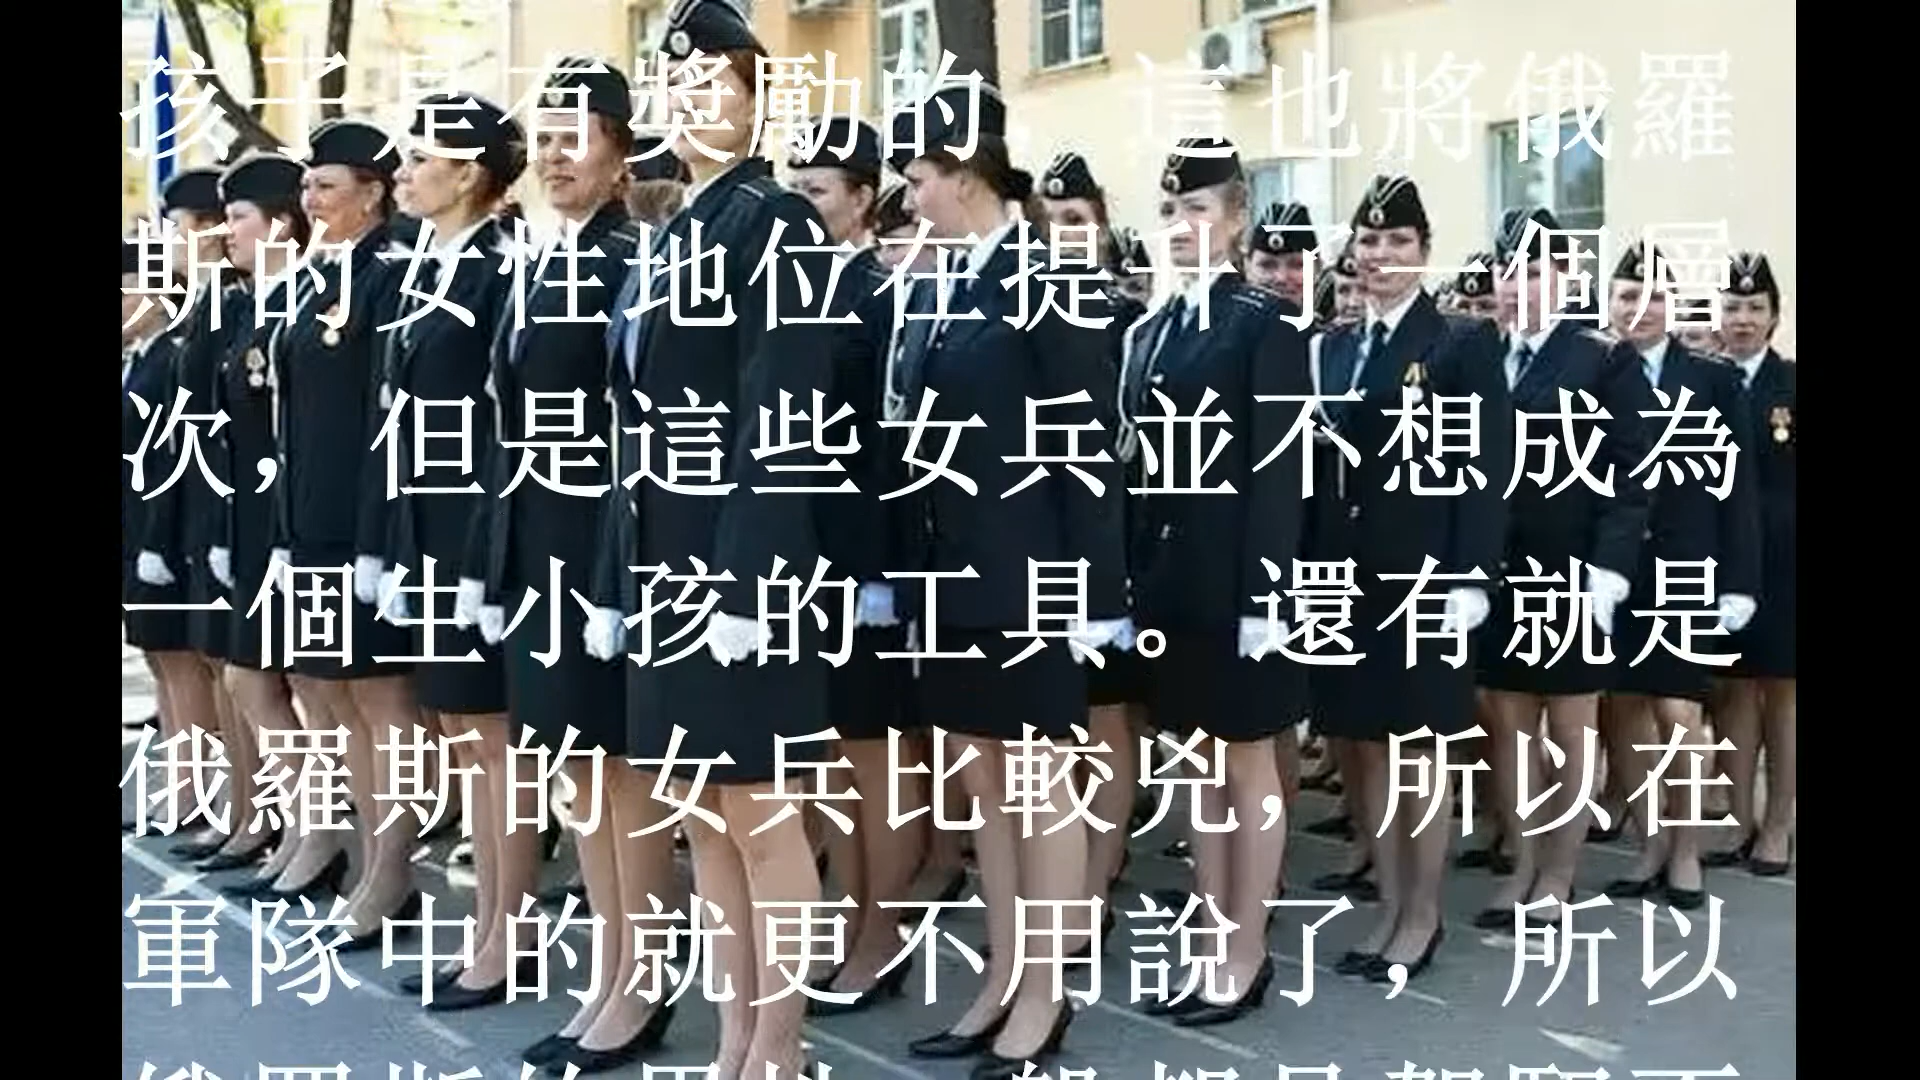 孩子是有獎勵的，這也將俄羅
斯的女性地位在提升了一個層
次，但是這些女兵並不想成為
一個生小孩的工具。還有就是
俄羅斯的女兵比較兇，所以在
軍隊中的就更不用說了，所以